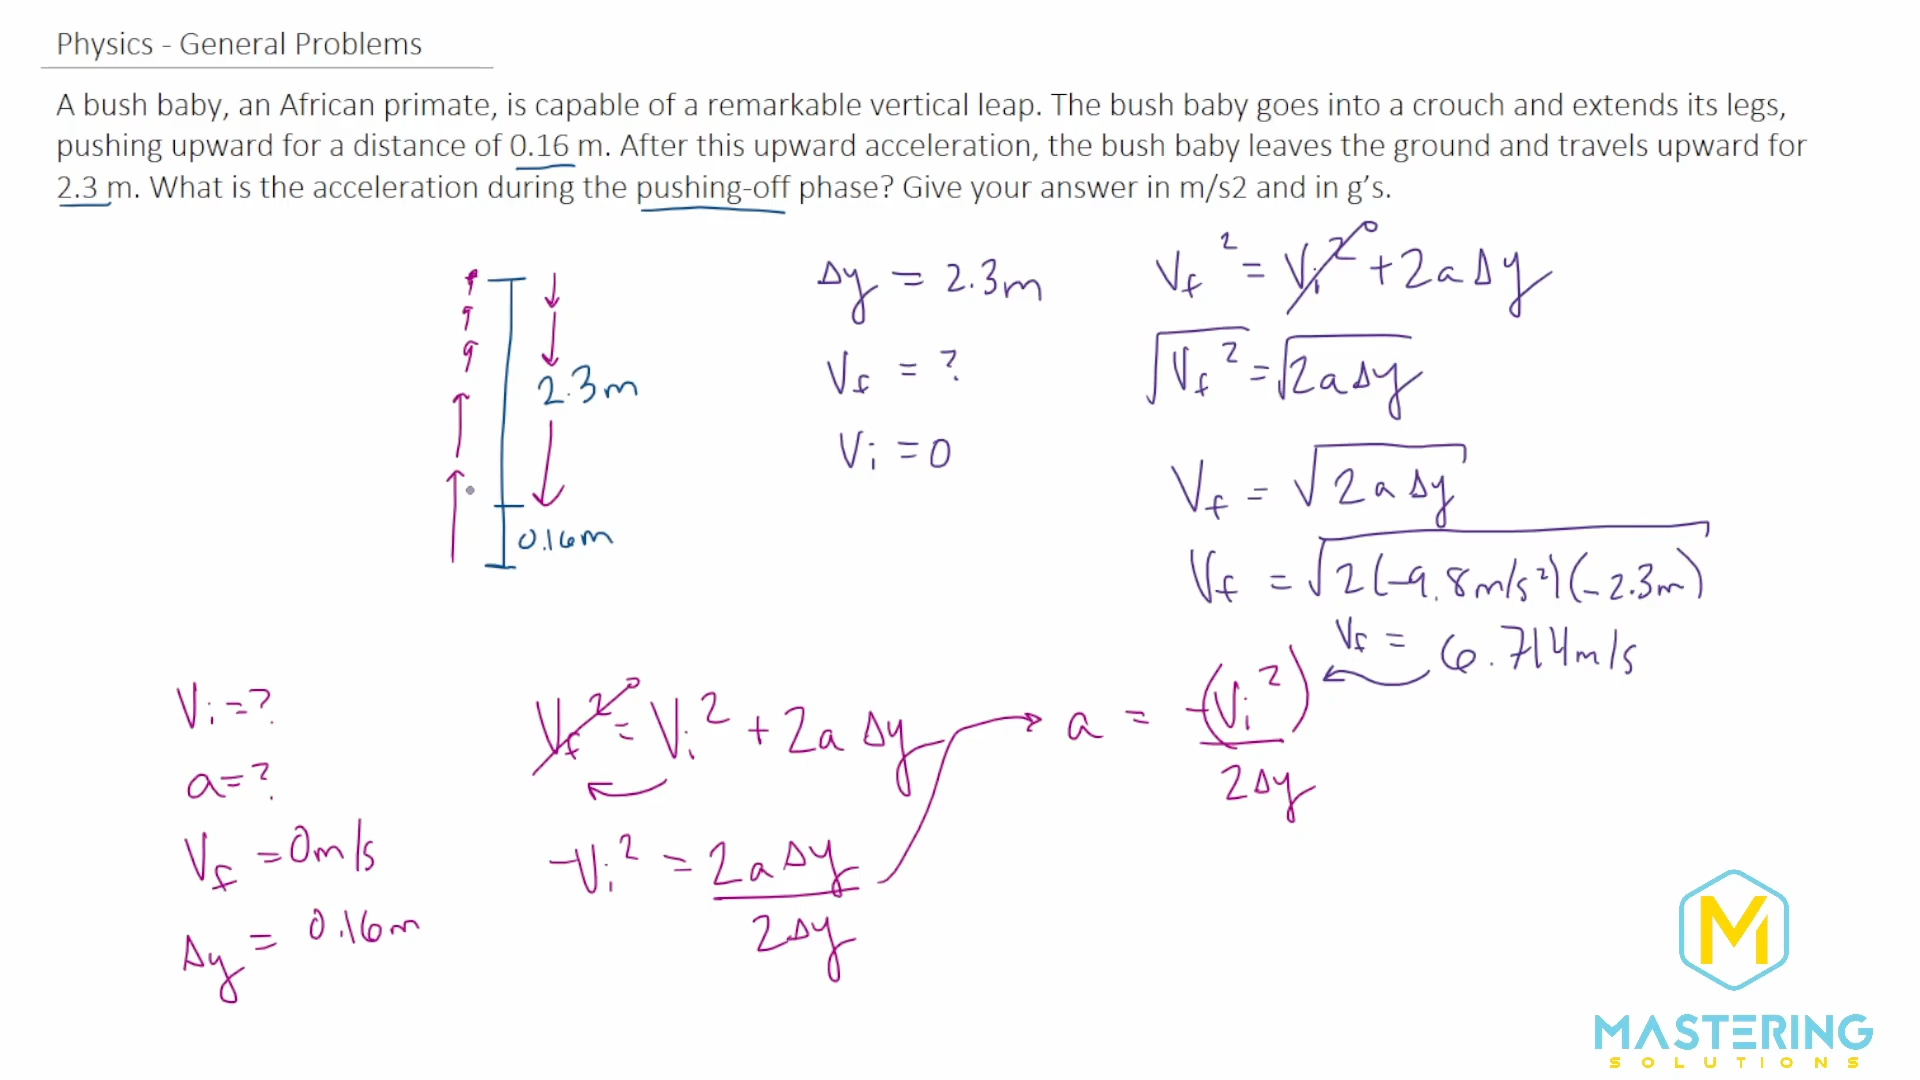 Physics - General Problems
A bush baby, an African primate, is capable of a remarkable vertical leap. The bush baby goes into a crouch and extends its legs,
pushing upward for a distance of 0.16 m. After this upward acceleration, the bush baby leaves the ground and travels upward for
2.3 m. What is the acceleration during the pushing-off phase? Give your answer in m/s2 and in g’s.
2.3m
0.16m
Δy = 2.3m
Vf = ?
Vi = 0
Vf² = Vi²⁰ + 2aΔy
√Vf² = √2aΔy
Vf = √2aΔy
Vf = √2(-9.8m/s²)(-2.3m)
Vf = 6.714m/s
Vi = ?
a = ?
Vf = 0m/s
Δy = 0.16m
Vf²⁰ = Vi² + 2aΔy
-Vi² = 2aΔy
2Δy
a = -(Vi²)
2Δy
M
MASTERING
SOLUTIONS